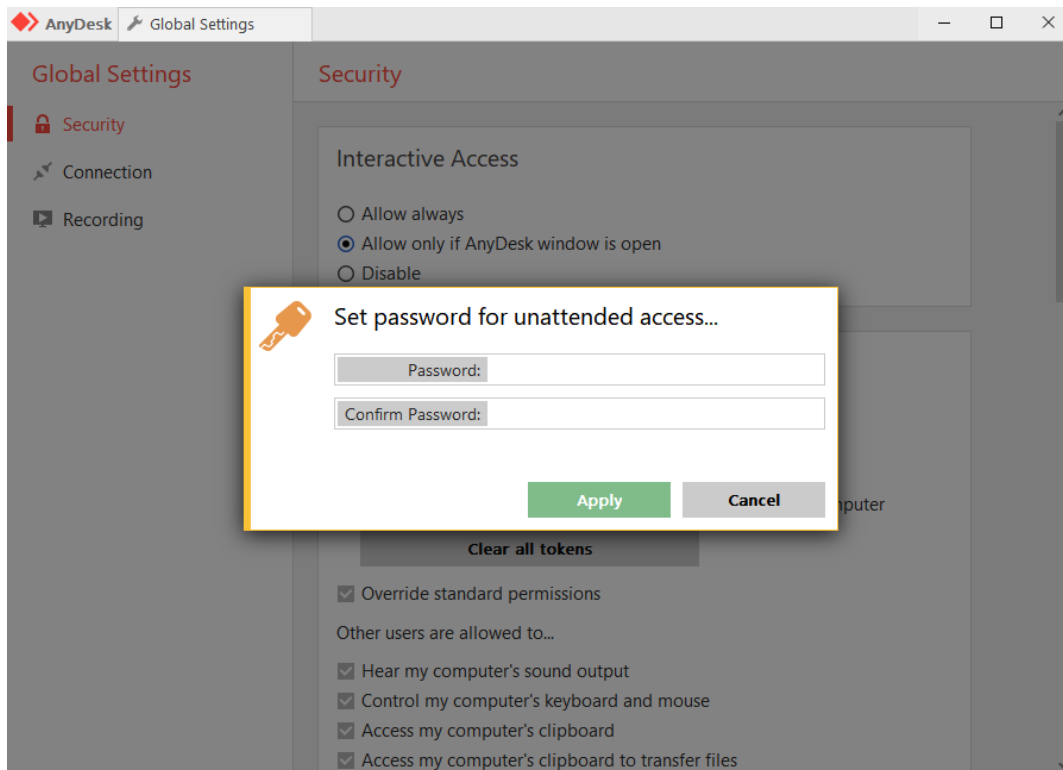 AnyDesk
Global Settings
Global Settings
Security
Connection
Recording
Security
Interactive Access
Allow always
Allow only if AnyDesk window is open
Disable
Set password for unattended access...
Password:
Confirm Password:
Apply
Cancel
Clear all tokens
Override standard permissions
Other users are allowed to...
Hear my computer's sound output
Control my computer's keyboard and mouse
Access my computer's clipboard
Access my computer's clipboard to transfer files